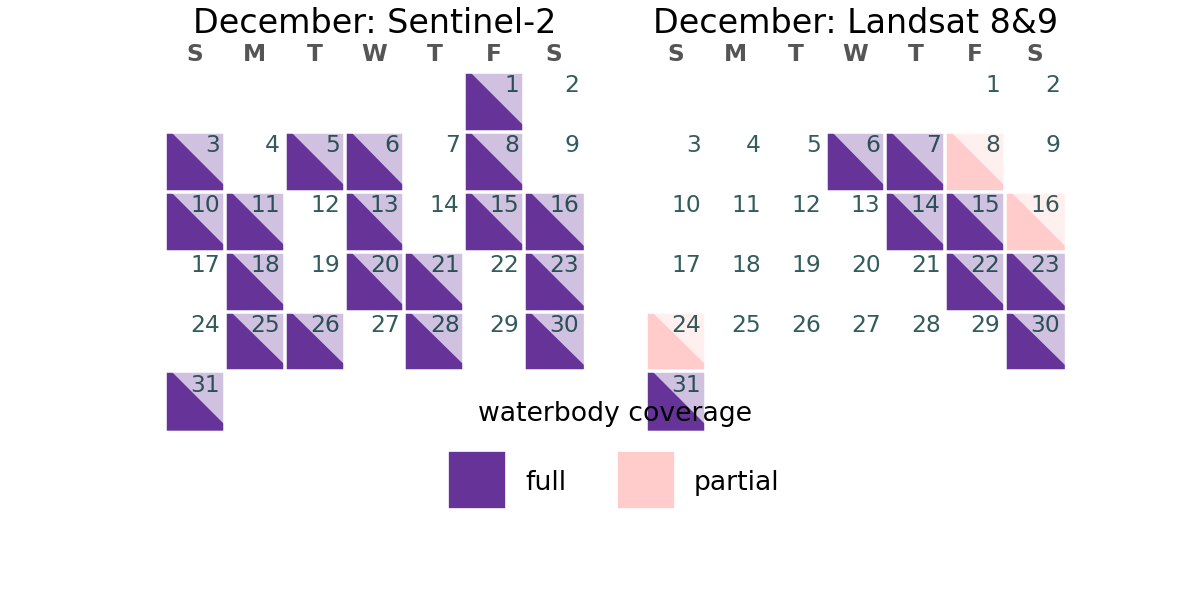 December: Sentinel-2
S M T W T F S
1 2
3 4 5 6 7 8 9
10 11 12 13 14 15 16
17 18 19 20 21 22 23
24 25 26 27 28 29 30
31
December: Landsat 8&9
S M T W T F S
1 2
3 4 5 6 7 8 9
10 11 12 13 14 15 16
17 18 19 20 21 22 23
24 25 26 27 28 29 30
31
waterbody coverage
full partial